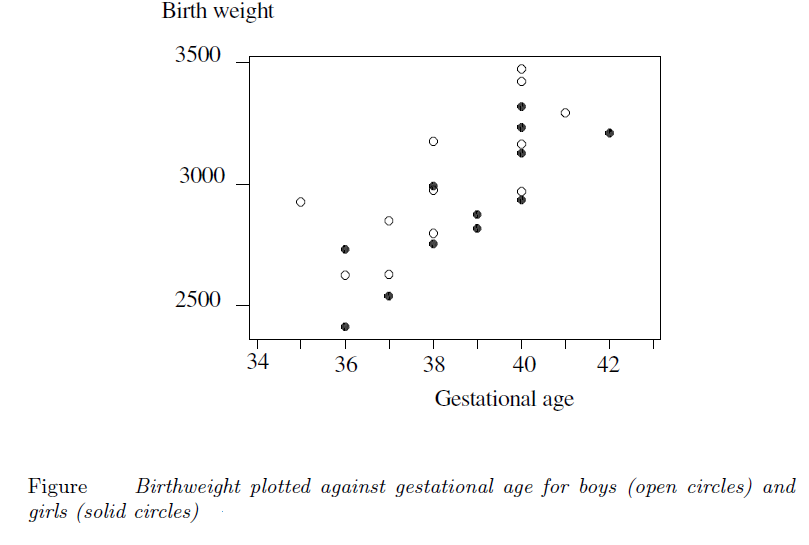 Birth weight
3500
3000
2500
34 36 38 40 42
Gestational age
Figure Birthweight plotted against gestational age for boys (open circles) and
girls (solid circles)